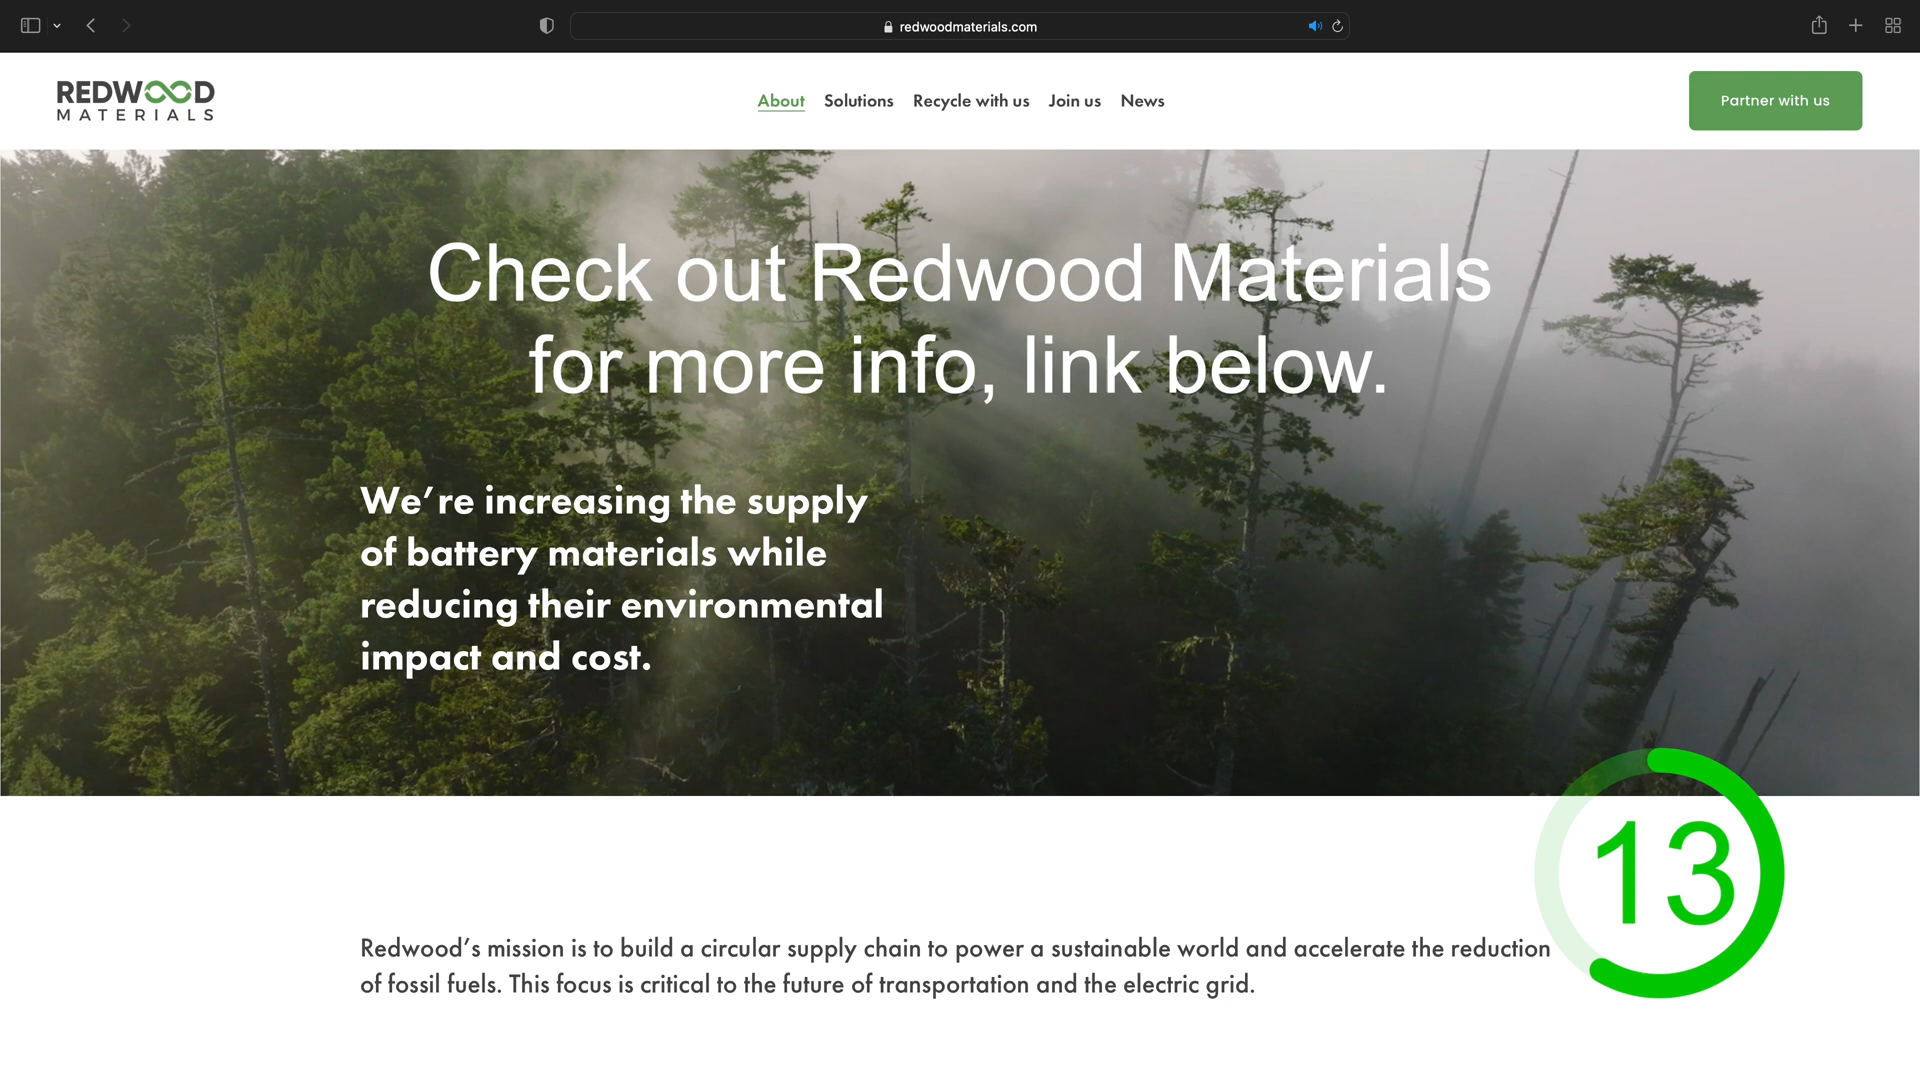 redwoodmaterials.com
REDWOOD
MATERIALS
About
Solutions
Recycle with us
Join us
News
Partner with us
Check out Redwood Materials
for more info, link below.
We’re increasing the supply
of battery materials while
reducing their environmental
impact and cost.
13
Redwood’s mission is to build a circular supply chain to power a sustainable world and accelerate the reduction
of fossil fuels. This focus is critical to the future of transportation and the electric grid.